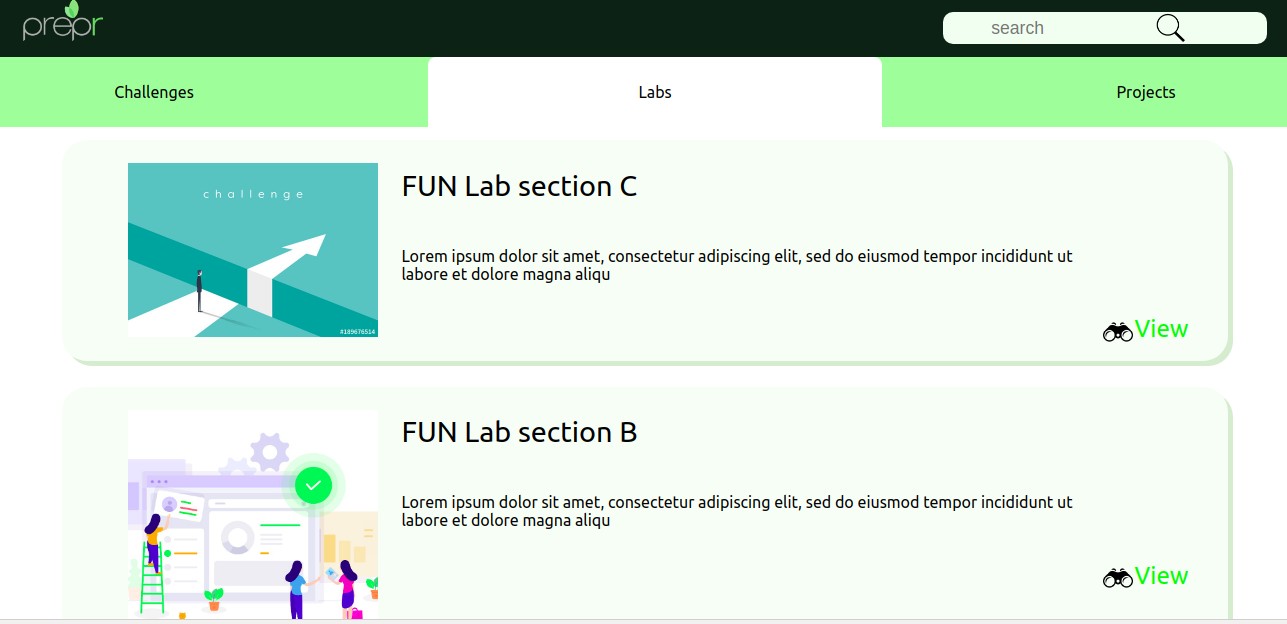 prepr
search
Challenges
Labs
Projects
challenge
#189676514
FUN Lab section C
Lorem ipsum dolor sit amet, consectetur adipiscing elit, sed do eiusmod tempor incididunt ut
labore et dolore magna aliqu
View
FUN Lab section B
Lorem ipsum dolor sit amet, consectetur adipiscing elit, sed do eiusmod tempor incididunt ut
labore et dolore magna aliqu
View